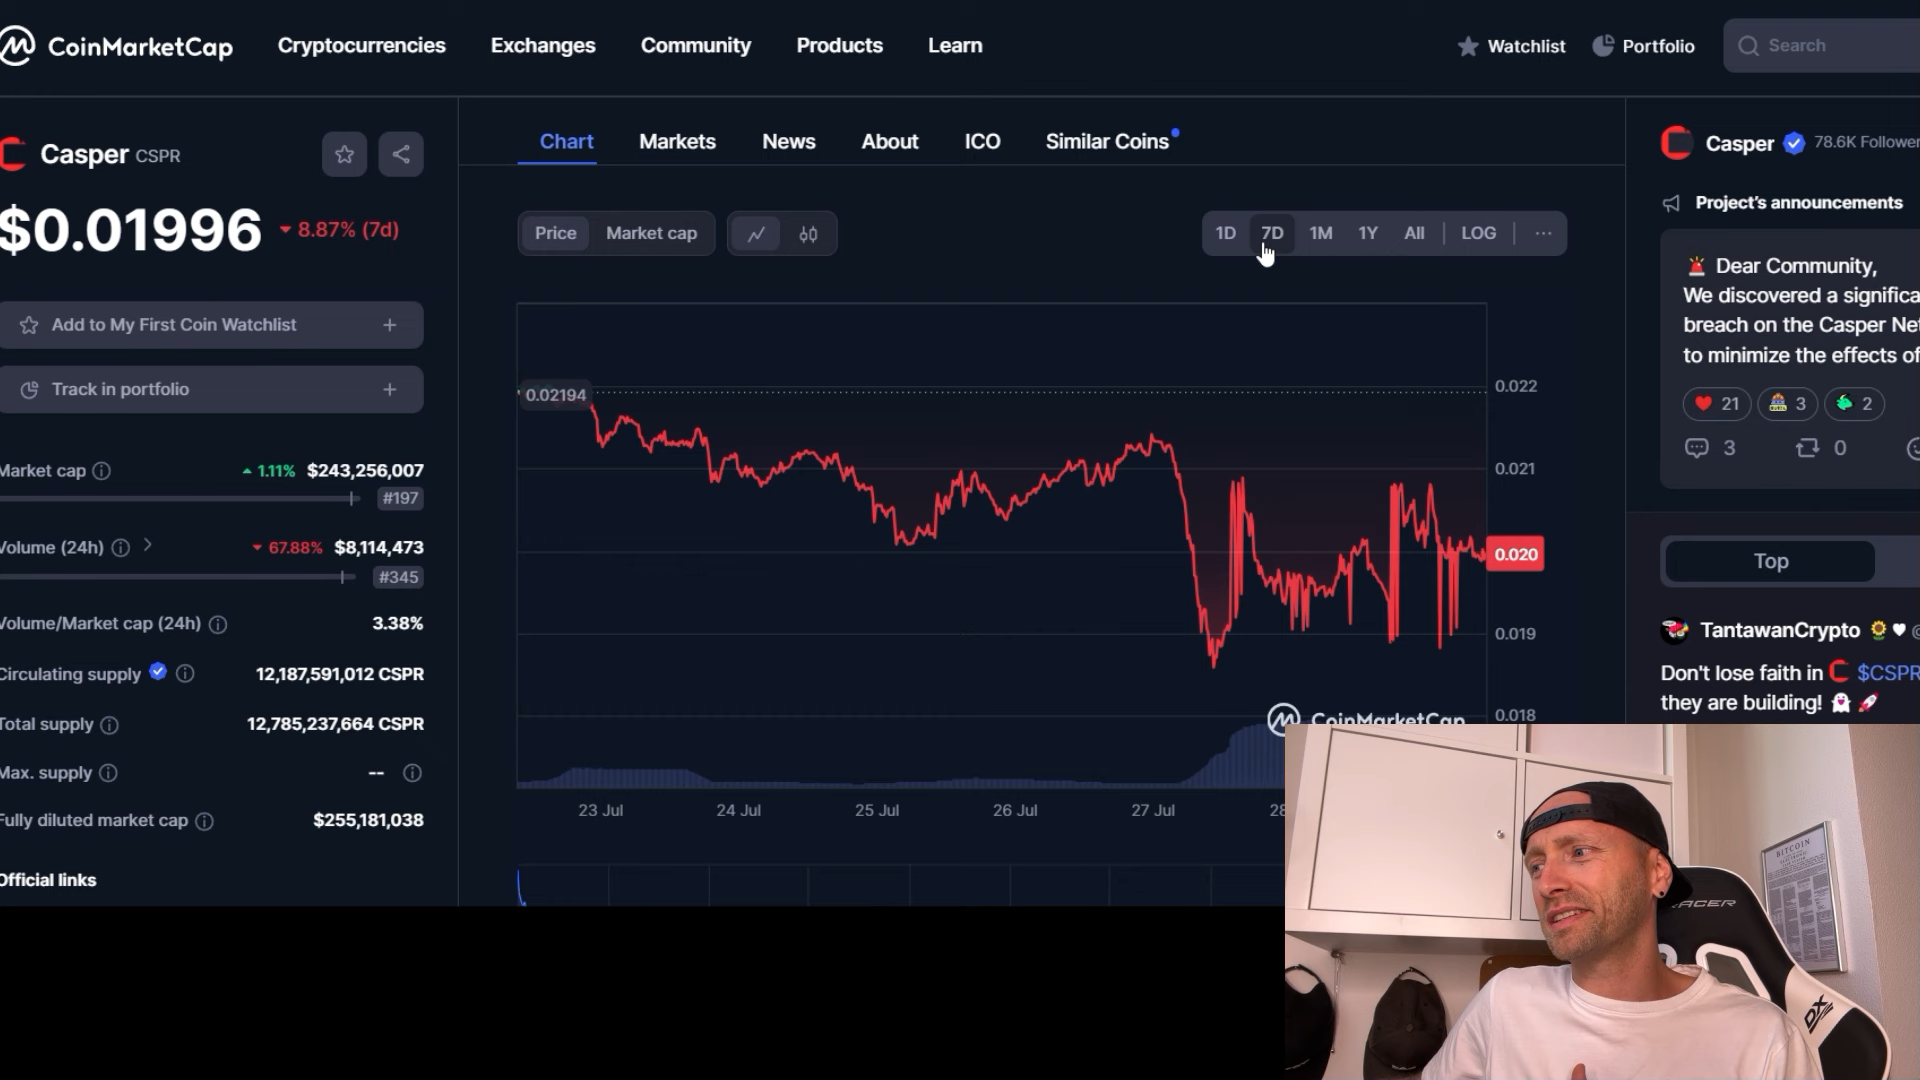 CoinMarketCap
Cryptocurrencies
Exchanges
Community
Products
Learn
Watchlist
Portfolio
Search
Casper CSPR
$0.01996
8.87% (7d)
Add to My First Coin Watchlist
Track in portfolio
Market cap
1.11% $243,256,007
#197
Volume (24h)
67.88% $8,114,473
#345
Volume/Market cap (24h)
3.38%
Circulating supply
12,187,591,012 CSPR
Total supply
12,785,237,664 CSPR
Max. supply
--
Fully diluted market cap
$255,181,038
Official links
Chart
Markets
News
About
ICO
Similar Coins
Price
Market cap
1D
7D
1M
1Y
All
LOG
0.02194
0.022
0.021
0.020
0.019
0.018
CoinMarketCap
23 Jul
24 Jul
25 Jul
26 Jul
27 Jul
28
Casper 78.6K Follower
Project's announcements
Dear Community,
We discovered a significa
breach on the Casper Ne
to minimize the effects of
21
3
2
3
0
Top
TantawanCrypto
Don't lose faith in $CSPR
they are building!
BITCOIN
RACER
DX